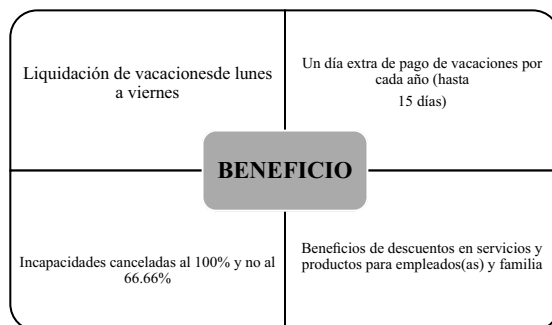 Liquidación de vacacionesde lunes
a viernes
Un día extra de pago de vacaciones por
cada año (hasta
15 días)
BENEFICIO
Incapacidades canceladas al 100% y no al
66.66%
Beneficios de descuentos en servicios y
productos para empleados(as) y familia